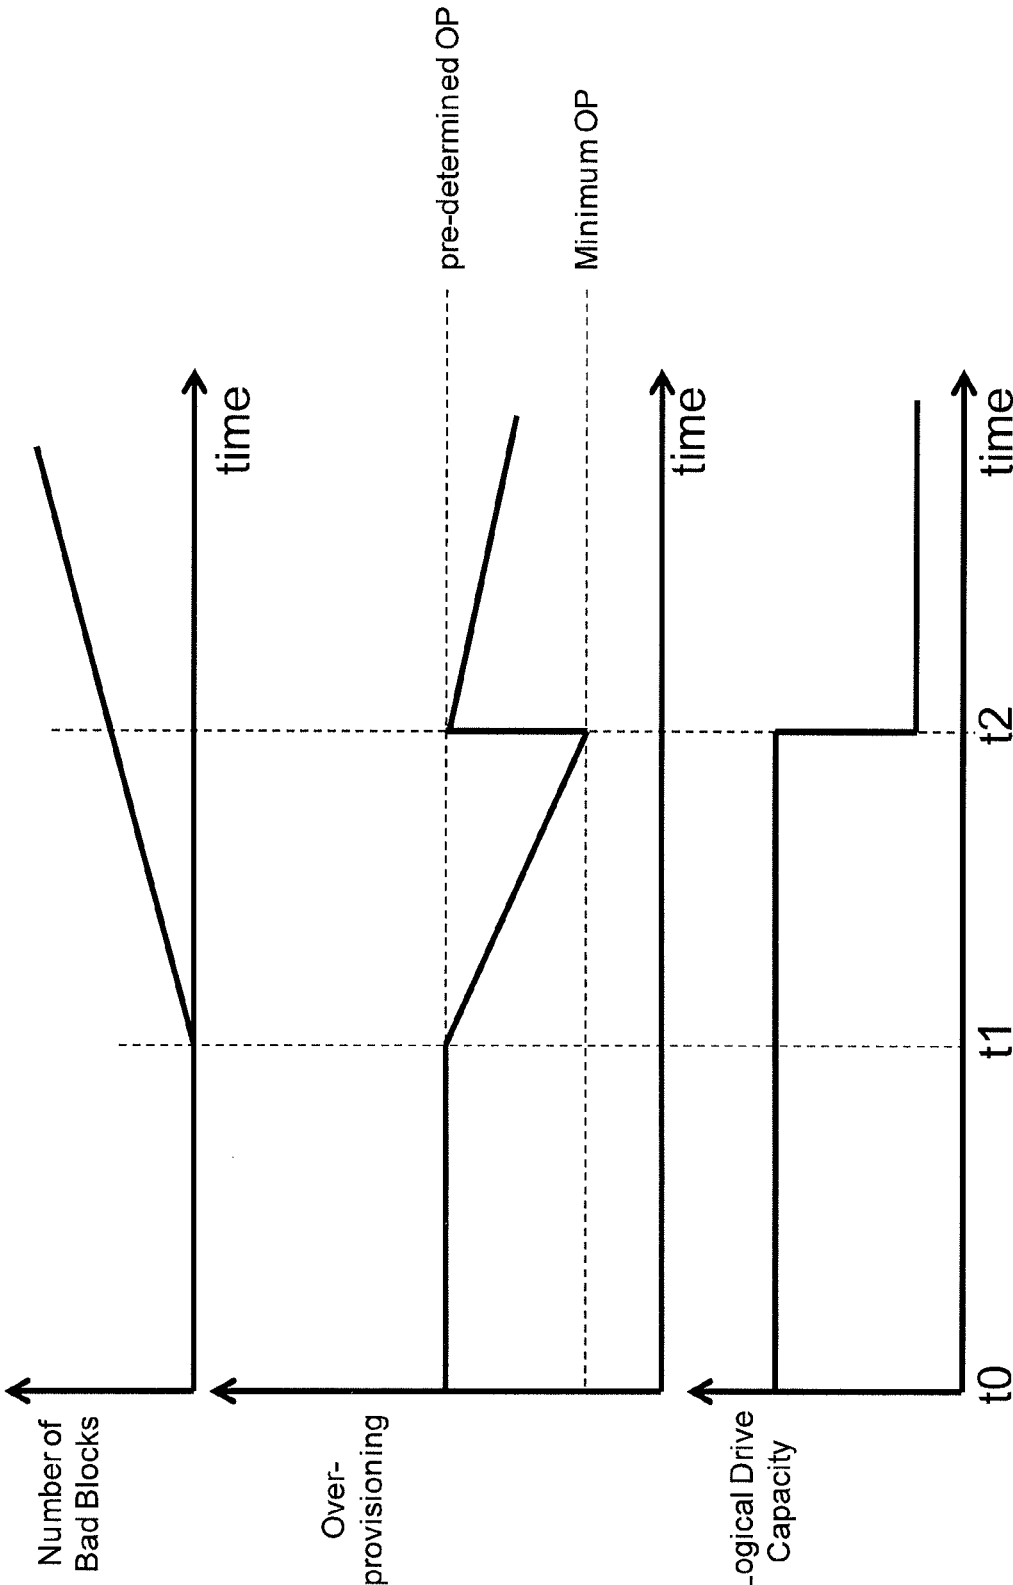 Number of
Bad Blocks
time
Over-
provisioning
pre-determined OP
Minimum OP
time
Logical Drive
Capacity
t0
t1
t2
time